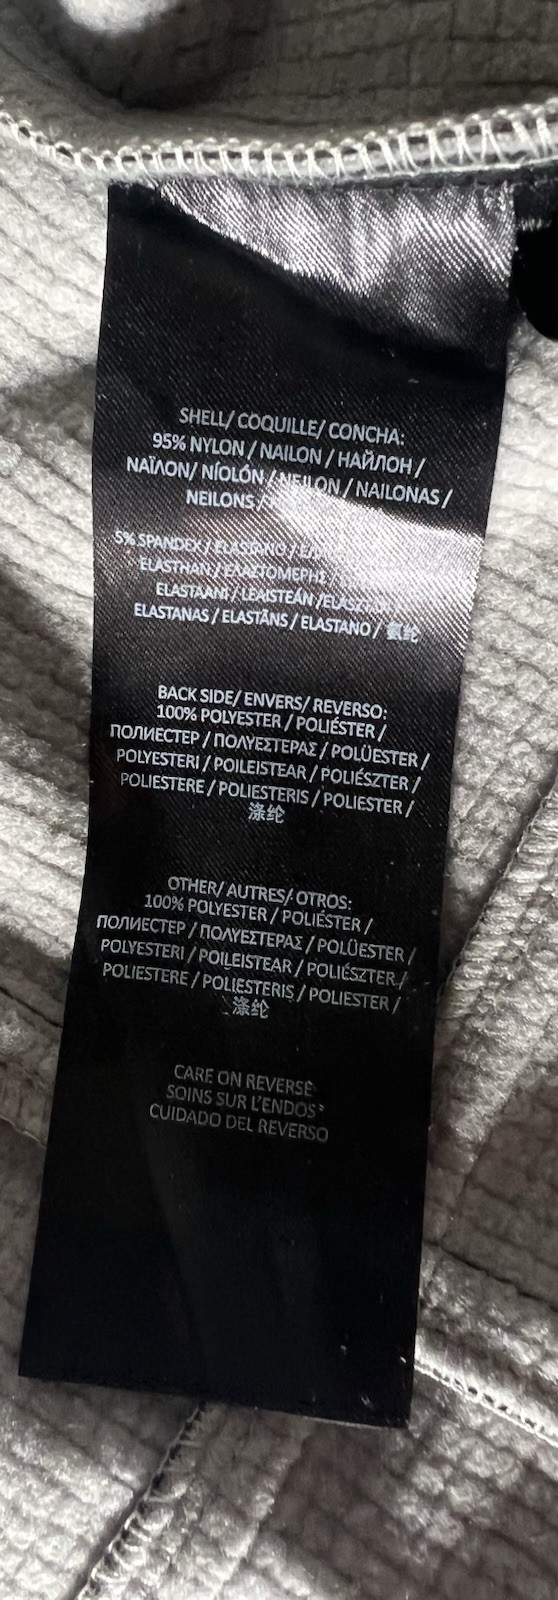 SHELL/ COQUILLE/ CONCHA:
95% NYLON / NAILON / НАЙЛОН /
ΝΑΪΛΟΝ/ NÍOLÓN / NEILON / NAILONAS /
NEILONS /
5% SPANDEX / ELASTANO /
ELASTHAN / ΕΛΑΣΤΟΜΕΡΗΣ /
ELASTAANI / LEAISTEÁN /
ELASTANAS / ELASTĀNS / ELASTANO / 氨纶
BACK SIDE/ ENVERS/ REVERSO:
100% POLYESTER / POLIÉSTER /
ПОЛИЕСТЕР / ΠΟΛΥΕΣΤΕΡΑΣ / POLÜESTER /
POLYESTERI / POILEISTEAR / POLIÉSZTER /
POLIESTERE / POLIESTERIS / POLIESTER /
涤纶
OTHER/ AUTRES/ OTROS:
100% POLYESTER / POLIÉSTER /
ПОЛИЕСТЕР / ΠΟΛΥΕΣΤΕΡΑΣ / POLÜESTER /
POLYESTERI / POILEISTEAR / POLIÉSZTER /
POLIESTERE / POLIESTERIS / POLIESTER /
涤纶
CARE ON REVERSE
SOINS SUR L'ENDOS
CUIDADO DEL REVERSO